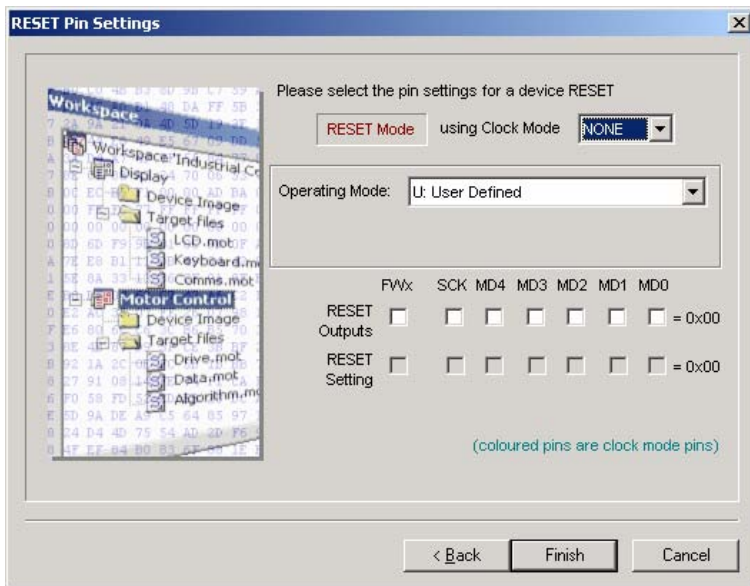 RESET Pin Settings
Please select the pin settings for a device RESET
RESET Mode using Clock Mode NONE
Operating Mode: U: User Defined
FWx SCK MD4 MD3 MD2 MD1 MD0
RESET
Outputs
= 0x00
RESET
Setting
= 0x00
(coloured pins are clock mode pins)
Workspace
Workspace 'Industrial Co
Display
Device Image
Target files
LCD.mot
Keyboard.m
Comms.mot
Motor Control
Device Image
Target files
Drive.mot
Data.mot
Algorithm.mo
< Back Finish Cancel